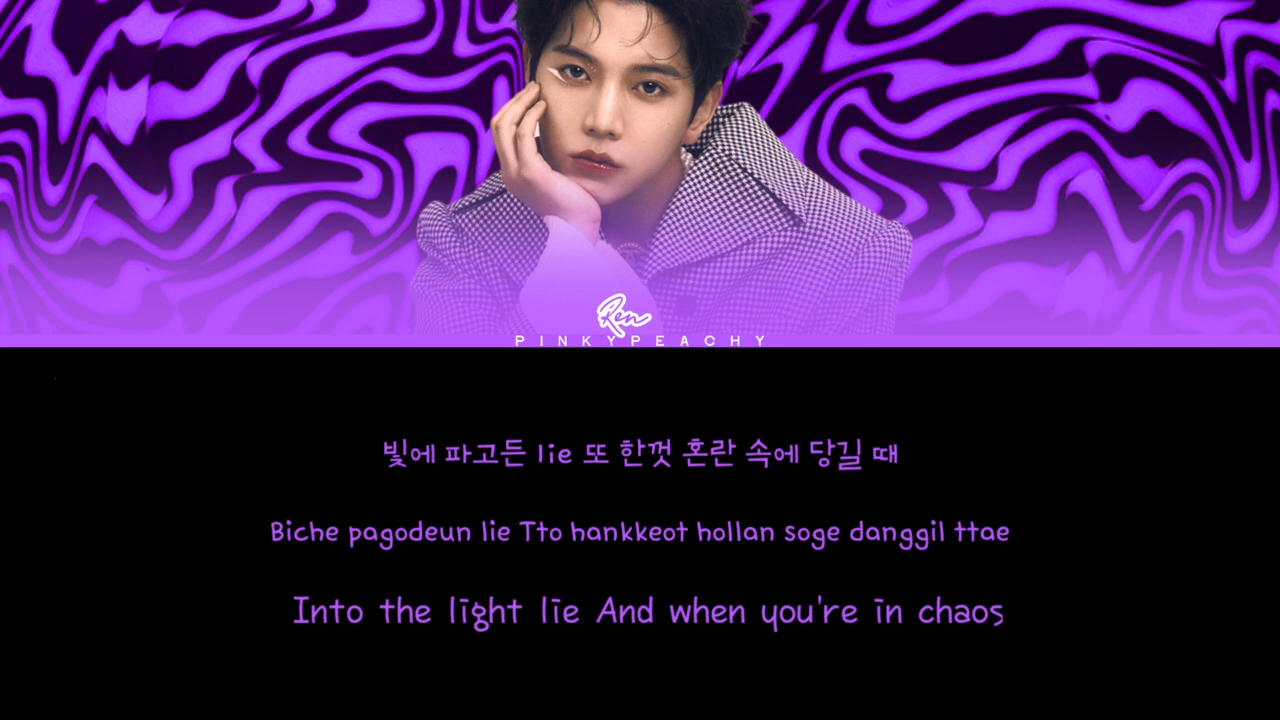 Ren
PINKYPEACHY
빛에 파고든 lie 또 한껏 혼란 속에 당길 때
Biche pagodeun lie Tto hankkeot hollan soge danggil ttae
Into the light lie And when you're in chaos